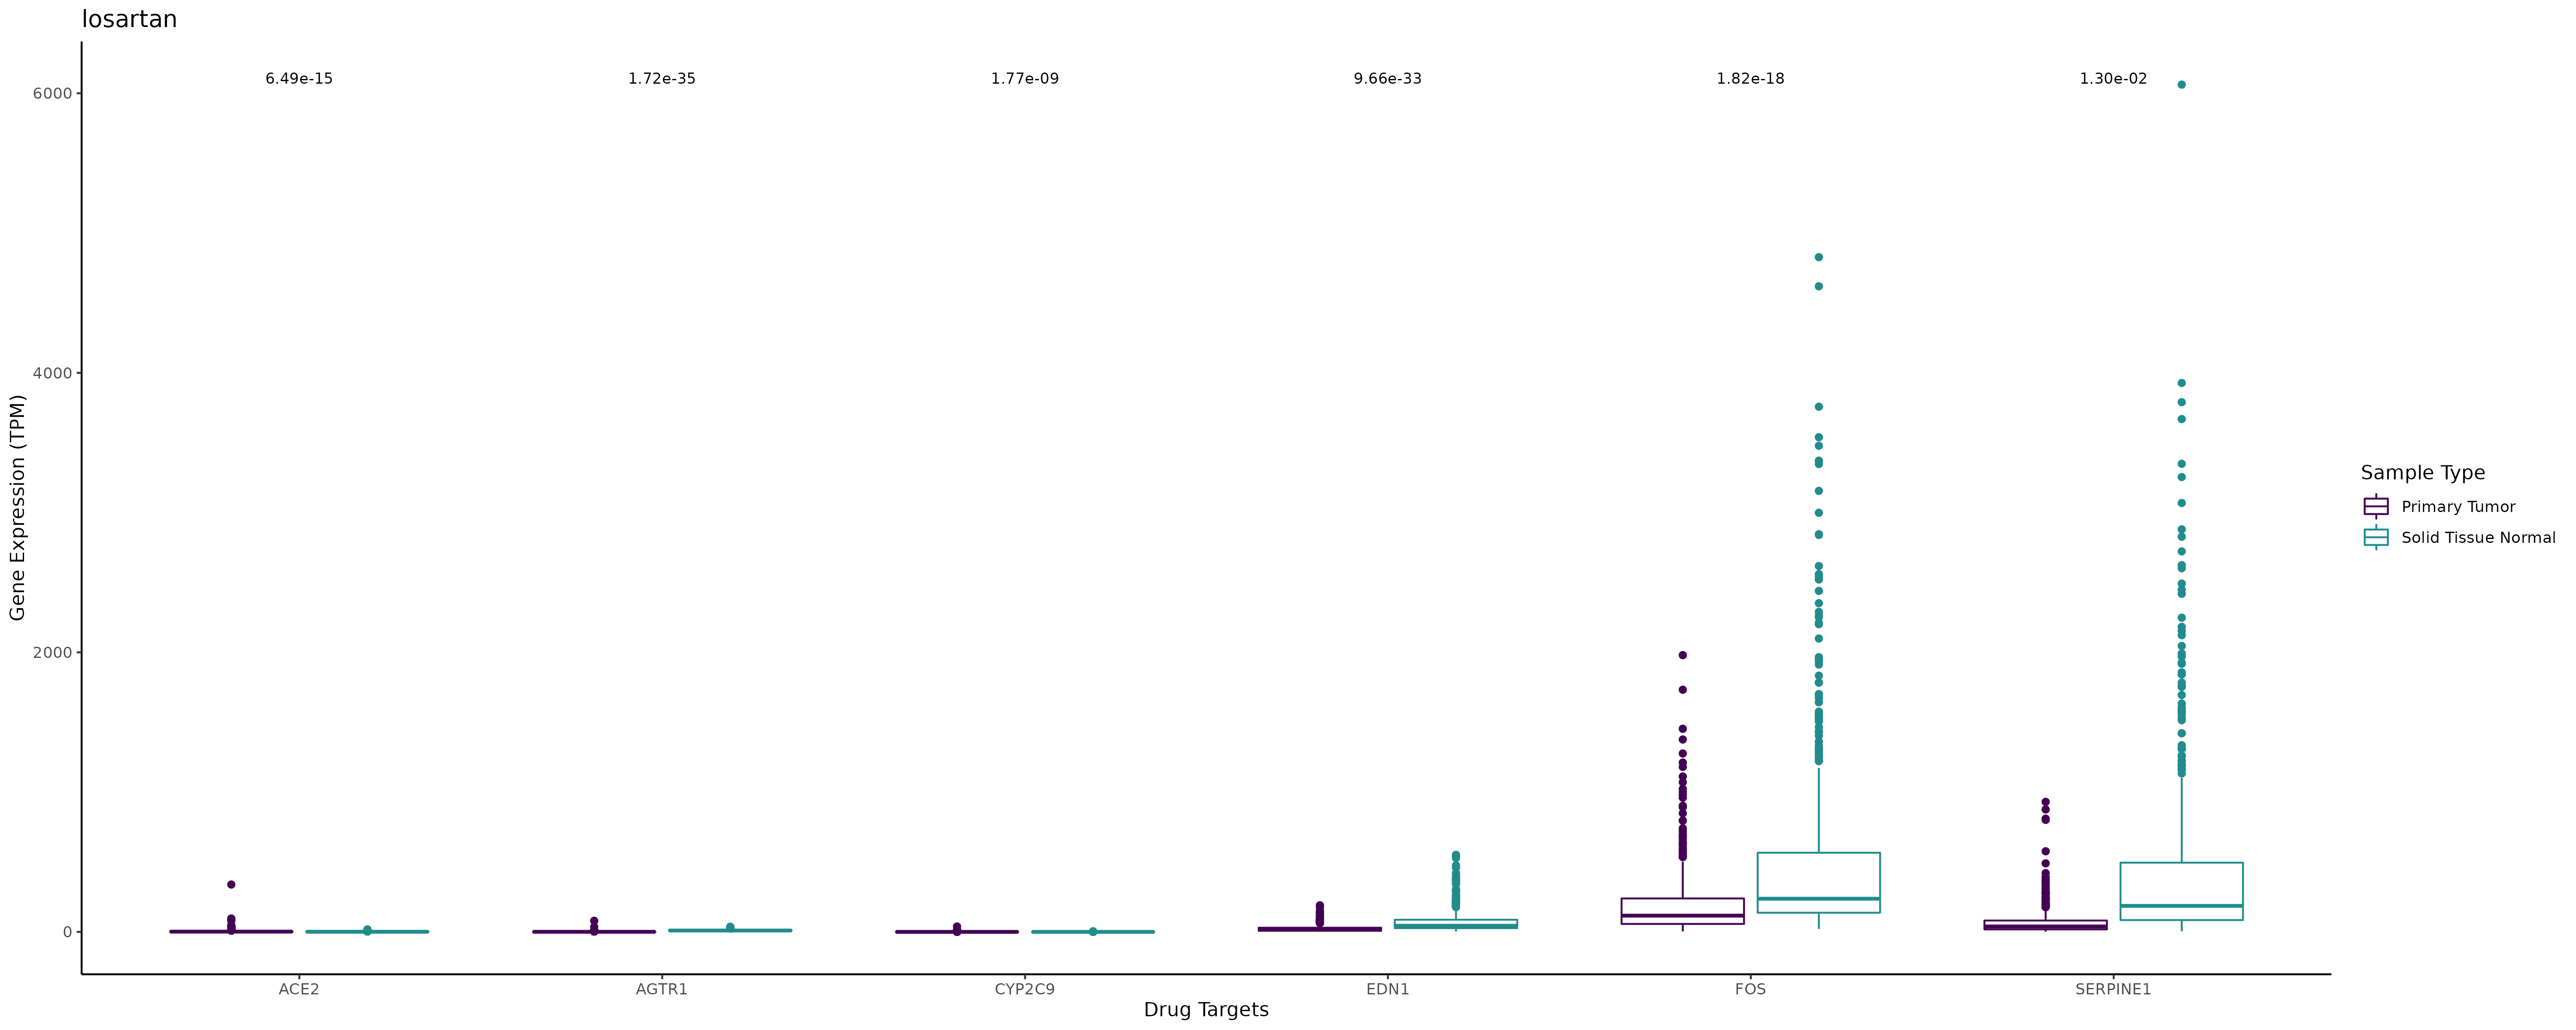 losartan
6.49e-15 1.72e-35 1.77e-09 9.66e-33 1.82e-18 1.30e-02
6000
4000
2000
0
Gene Expression (TPM)
ACE2 AGTR1 CYP2C9 EDN1 FOS SERPINE1
Drug Targets
Sample Type
Primary Tumor
Solid Tissue Normal